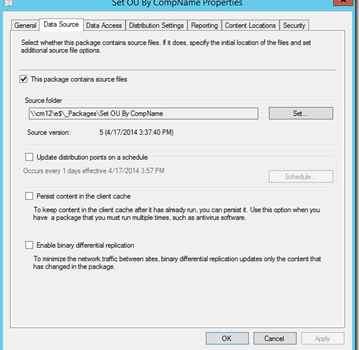 Set OU By CompName Properties
General Data Source Data Access Distribution Settings Reporting Content Locations Security
Select whether this package contains source files. If it does, specify the initial location of the files and set
additional source file options.
This package contains source files
Source folder
\\cm12\e$\_Packages\Set OU By CompName
Set...
Source version: 5 (4/17/2014 3:37:40 PM)
Update distribution points on a schedule
Occurs every 1 days effective 4/17/2014 3:57 PM
Schedule...
Persist content in the client cache
To keep content in the client cache after it has already run, you can persist it. Use this option when you
have a package that you must run multiple times, such as antivirus software.
Enable binary differential replication
To minimize the network traffic between sites, binary differential replication updates only the content that
has changed in the package.
OK Cancel Apply